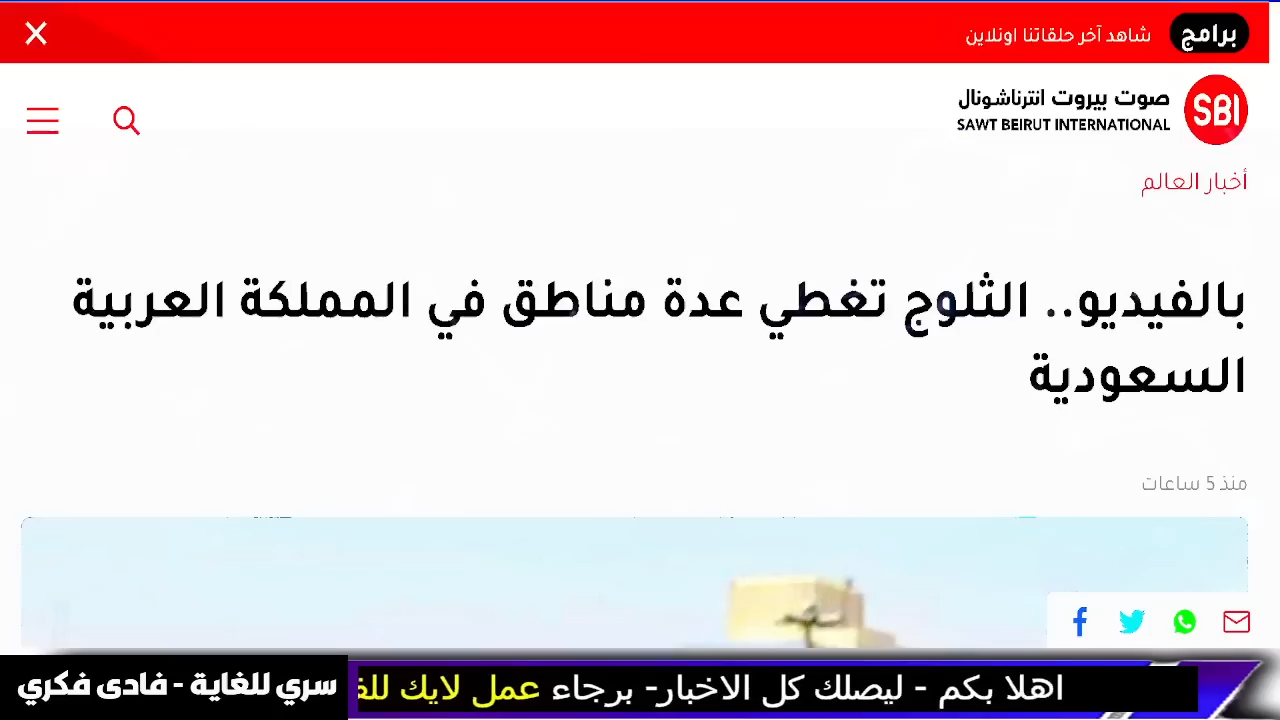 برامج
شاهد آخر حلقاتنا اونلاين
صوت بيروت انترناشونال
SAWT BEIRUT INTERNATIONAL
SBI
أخبار العالم
بالفيديو.. الثلوج تغطي عدة مناطق في المملكة العربية
السعودية
منذ 5 ساعات
اهلا بكم - ليصلك كل الاخبار- برجاء عمل لايك
سري للغاية - فادى فكري